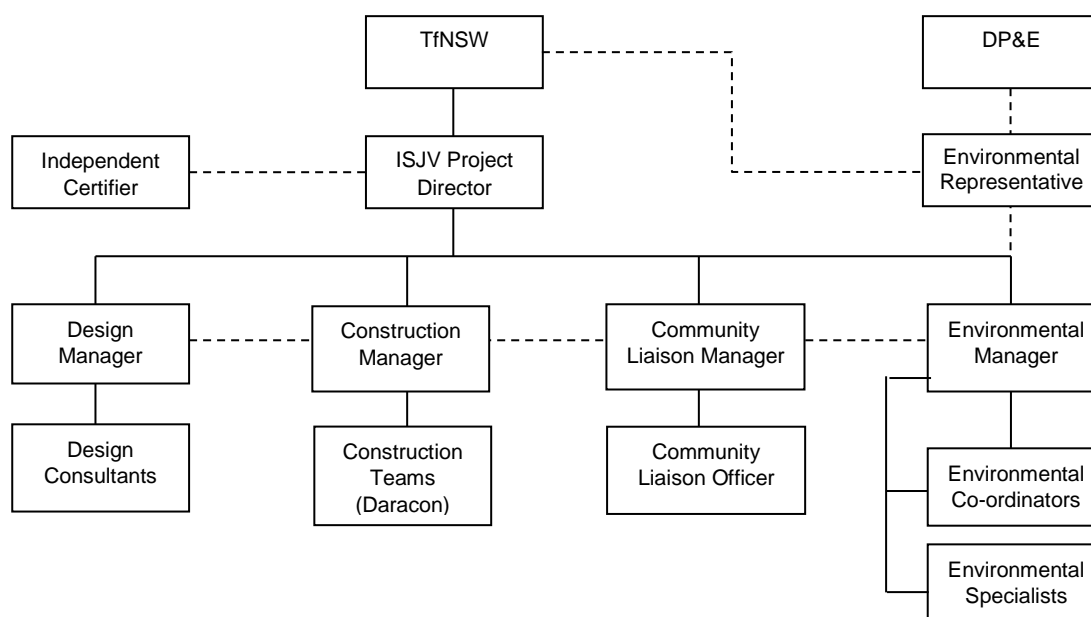 TfNSW
DP&E
Independent
Certifier
ISJV Project
Director
Environmental
Representative
Design
Manager
Construction
Manager
Community
Liaison Manager
Environmental
Manager
Design
Consultants
Construction
Teams
(Daracon)
Community
Liaison Officer
Environmental
Co-ordinators
Environmental
Specialists